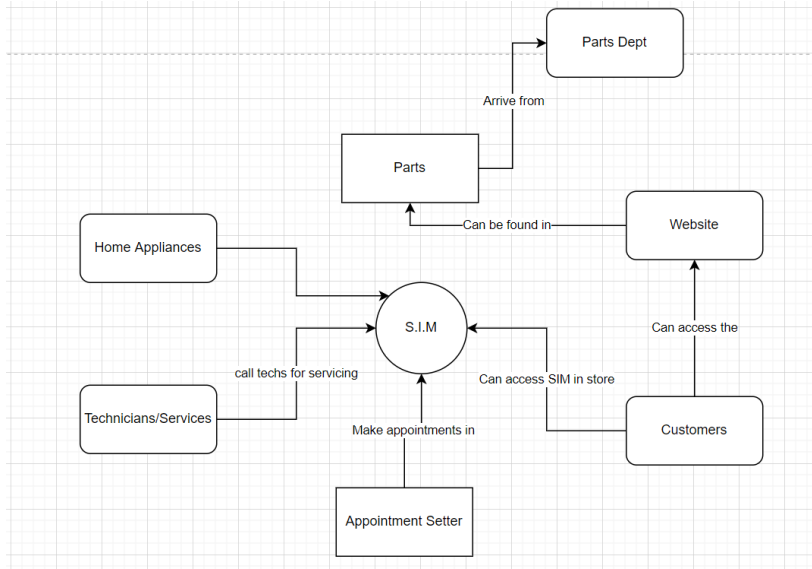 Parts Dept
Arrive from
Parts
Can be found in
Website
Home Appliances
S.I.M
Can access the
call techs for servicing
Can access SIM in store
Technicians/Services
Make appointments in
Customers
Appointment Setter